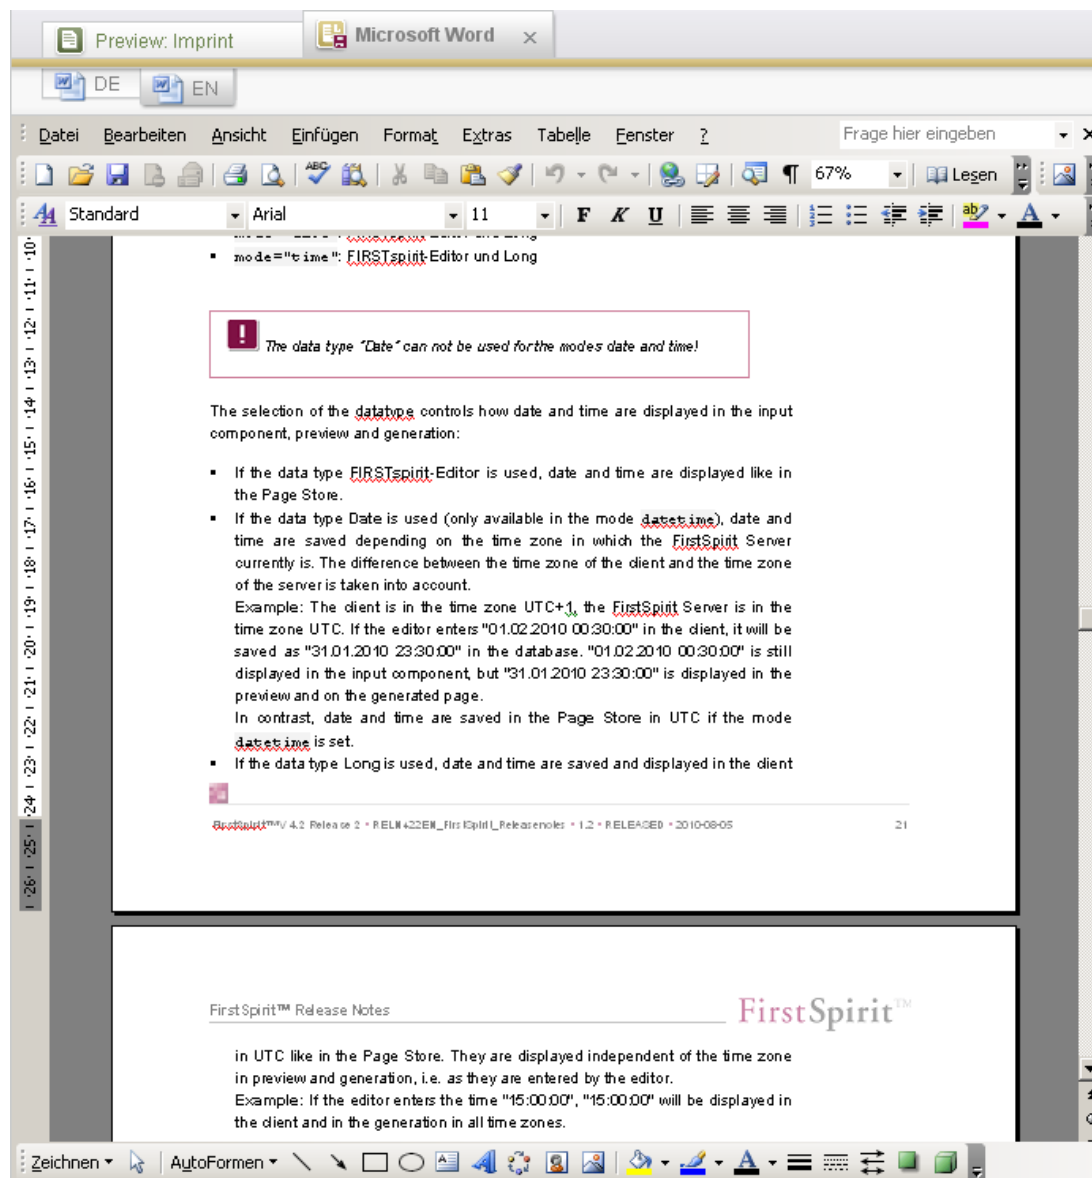 Preview: Imprint
Microsoft Word
DE
EN
Datei Bearbeiten Ansicht Einfügen Format Extras Tabelle Fenster ?
Frage hier eingeben
ABC
67%
Lesen
Standard
Arial
11
F K U
mode="time": FIRSTspirit-Editor und Long
The data type "Date" can not be used for the modes date and time!
The selection of the datatype controls how date and time are displayed in the input
component, preview and generation:
▪ If the data type FIRSTspirit-Editor is used, date and time are displayed like in
the Page Store.
▪ If the data type Date is used (only available in the mode datetime), date and
time are saved depending on the time zone in which the FirstSpirit Server
currently is. The difference between the time zone of the client and the time zone
of the server is taken into account.
Example: The client is in the time zone UTC+1, the FirstSpirit Server is in the
time zone UTC. If the editor enters "01.02.2010 00:30:00" in the client, it will be
saved as "31.01.2010 23:30:00" in the database. "01.02.2010 00:30:00" is still
displayed in the input component, but "31.01.2010 23:30:00" is displayed in the
preview and on the generated page.
In contrast, date and time are saved in the Page Store in UTC if the mode
datetime is set.
▪ If the data type Long is used, date and time are saved and displayed in the client
FirstSpirit™ V 4.2 Release 2 ▪ RELN422EN_FirstSpirit_Releasenotes ▪ 1.2 ▪ RELEASED ▪ 2010-08-05
21
FirstSpirit™ Release Notes
FirstSpirit™
in UTC like in the Page Store. They are displayed independent of the time zone
in preview and generation, i.e. as they are entered by the editor.
Example: If the editor enters the time "15:00:00", "15:00:00" will be displayed in
the client and in the generation in all time zones.
Zeichnen
AutoFormen